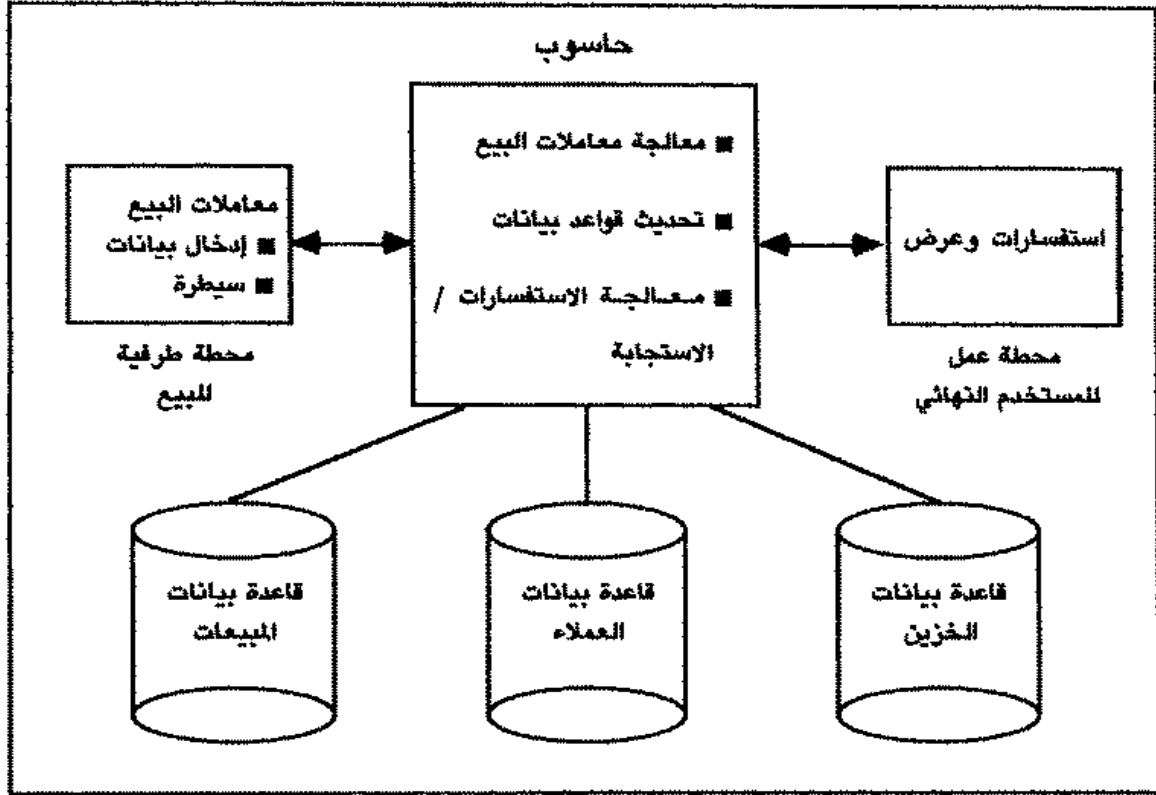 حاسوب
■ معالجة معاملات البيع
■ تحديث قواعد بيانات
■ معالجة الاستفسارات /
الاستجابة
استفسارات وعرض
محطة عمل
للمستخدم النهائي
معاملات البيع
■ إدخال بيانات
■ سيطرة
محطة طرفية
للبيع
قاعدة بيانات
الخزين
قاعدة بيانات
العملاء
قاعدة بيانات
المبيعات